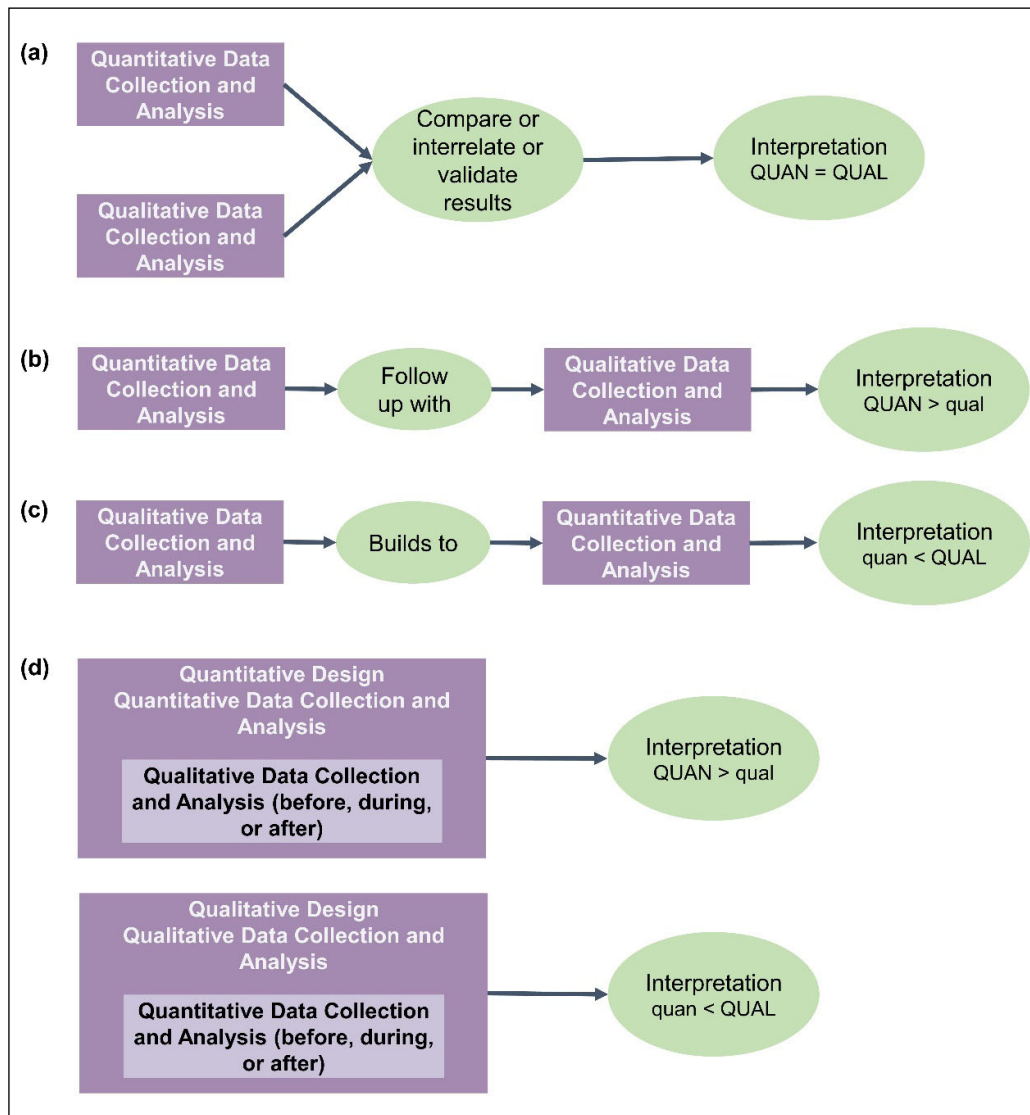 (a)
Quantitative Data
Collection and
Analysis
Qualitative Data
Collection and
Analysis
Compare or
interrelate or
validate
results
Interpretation
QUAN = QUAL
(b)
Quantitative Data
Collection and
Analysis
Follow
up with
Qualitative Data
Collection and
Analysis
Interpretation
QUAN > qual
(c)
Qualitative Data
Collection and
Analysis
Builds to
Quantitative Data
Collection and
Analysis
Interpretation
quan < QUAL
(d)
Quantitative Design
Quantitative Data Collection and
Analysis
Qualitative Data Collection
and Analysis (before, during,
or after)
Interpretation
QUAN > qual
Qualitative Design
Qualitative Data Collection and
Analysis
Quantitative Data Collection
and Analysis (before, during,
or after)
Interpretation
quan < QUAL